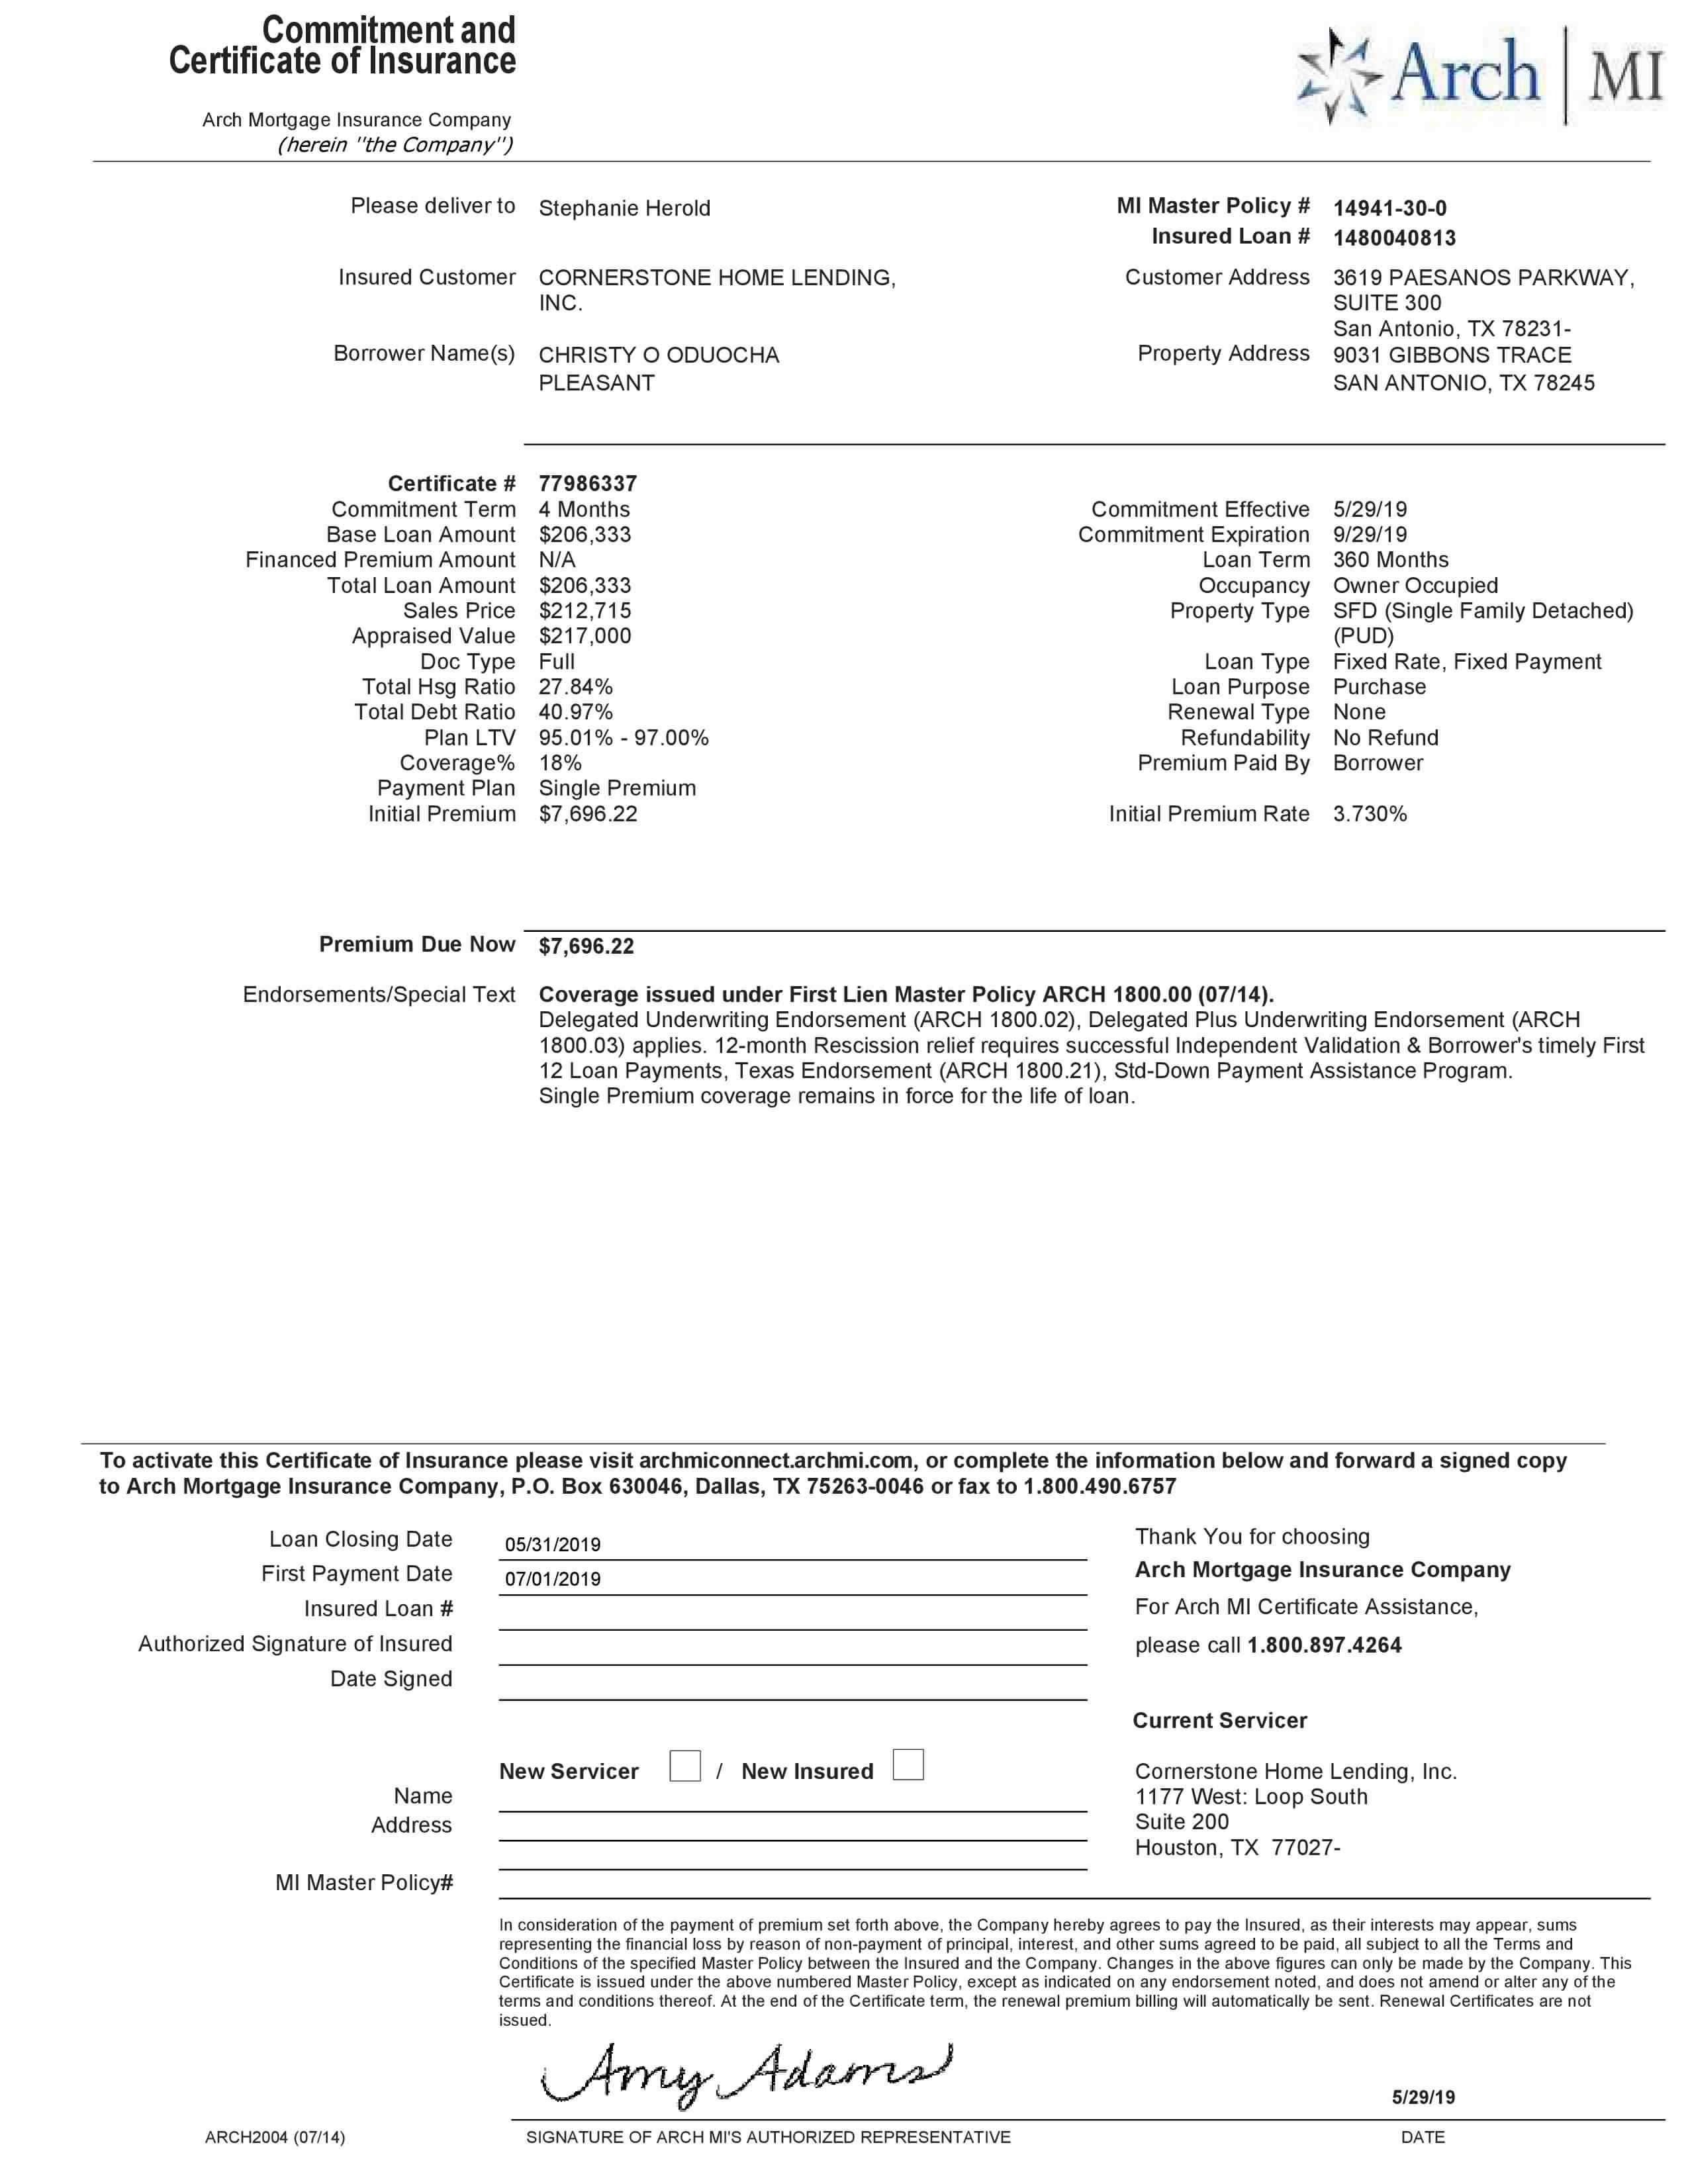 Commitment and
Certificate of Insurance
Arch | MI
Arch Mortgage Insurance Company
(herein "the Company")
Please deliver to Stephanie Herold
MI Master Policy # 14941-30-0
Insured Loan # 1480040813
Insured Customer CORNERSTONE HOME LENDING,
INC.
Customer Address 3619 PAESANOS PARKWAY,
SUITE 300
San Antonio, TX 78231-
Borrower Name(s) CHRISTY O ODUOCHA
PLEASANT
Property Address 9031 GIBBONS TRACE
SAN ANTONIO, TX 78245
Certificate # 77986337
Commitment Term 4 Months
Commitment Effective 5/29/19
Base Loan Amount $206,333
Commitment Expiration 9/29/19
Financed Premium Amount N/A
Loan Term 360 Months
Total Loan Amount $206,333
Occupancy Owner Occupied
Sales Price $212,715
Property Type SFD (Single Family Detached)
(PUD)
Appraised Value $217,000
Doc Type Full
Loan Type Fixed Rate, Fixed Payment
Total Hsg Ratio 27.84%
Loan Purpose Purchase
Total Debt Ratio 40.97%
Renewal Type None
Plan LTV 95.01% - 97.00%
Refundability No Refund
Coverage% 18%
Premium Paid By Borrower
Payment Plan Single Premium
Initial Premium $7,696.22
Initial Premium Rate 3.730%
Premium Due Now $7,696.22
Endorsements/Special Text Coverage issued under First Lien Master Policy ARCH 1800.00 (07/14).
Delegated Underwriting Endorsement (ARCH 1800.02), Delegated Plus Underwriting Endorsement (ARCH
1800.03) applies. 12-month Rescission relief requires successful Independent Validation & Borrower's timely First
12 Loan Payments, Texas Endorsement (ARCH 1800.21), Std-Down Payment Assistance Program.
Single Premium coverage remains in force for the life of loan.
To activate this Certificate of Insurance please visit archmiconnect.archmi.com, or complete the information below and forward a signed copy
to Arch Mortgage Insurance Company, P.O. Box 630046, Dallas, TX 75263-0046 or fax to 1.800.490.6757
Loan Closing Date 05/31/2019
First Payment Date 07/01/2019
Insured Loan #
Authorized Signature of Insured
Date Signed
Thank You for choosing
Arch Mortgage Insurance Company
For Arch MI Certificate Assistance,
please call 1.800.897.4264
Current Servicer
Cornerstone Home Lending, Inc.
1177 West: Loop South
Suite 200
Houston, TX 77027-
New Servicer / New Insured
Name
Address
MI Master Policy#
In consideration of the payment of premium set forth above, the Company hereby agrees to pay the Insured, as their interests may appear, sums
representing the financial loss by reason of non-payment of principal, interest, and other sums agreed to be paid, all subject to all the Terms and
Conditions of the specified Master Policy between the Insured and the Company. Changes in the above figures can only be made by the Company. This
Certificate is issued under the above numbered Master Policy, except as indicated on any endorsement noted, and does not amend or alter any of the
terms and conditions thereof. At the end of the Certificate term, the renewal premium billing will automatically be sent. Renewal Certificates are not
issued.
Amy Adams
5/29/19
ARCH2004 (07/14)
SIGNATURE OF ARCH MI'S AUTHORIZED REPRESENTATIVE
DATE